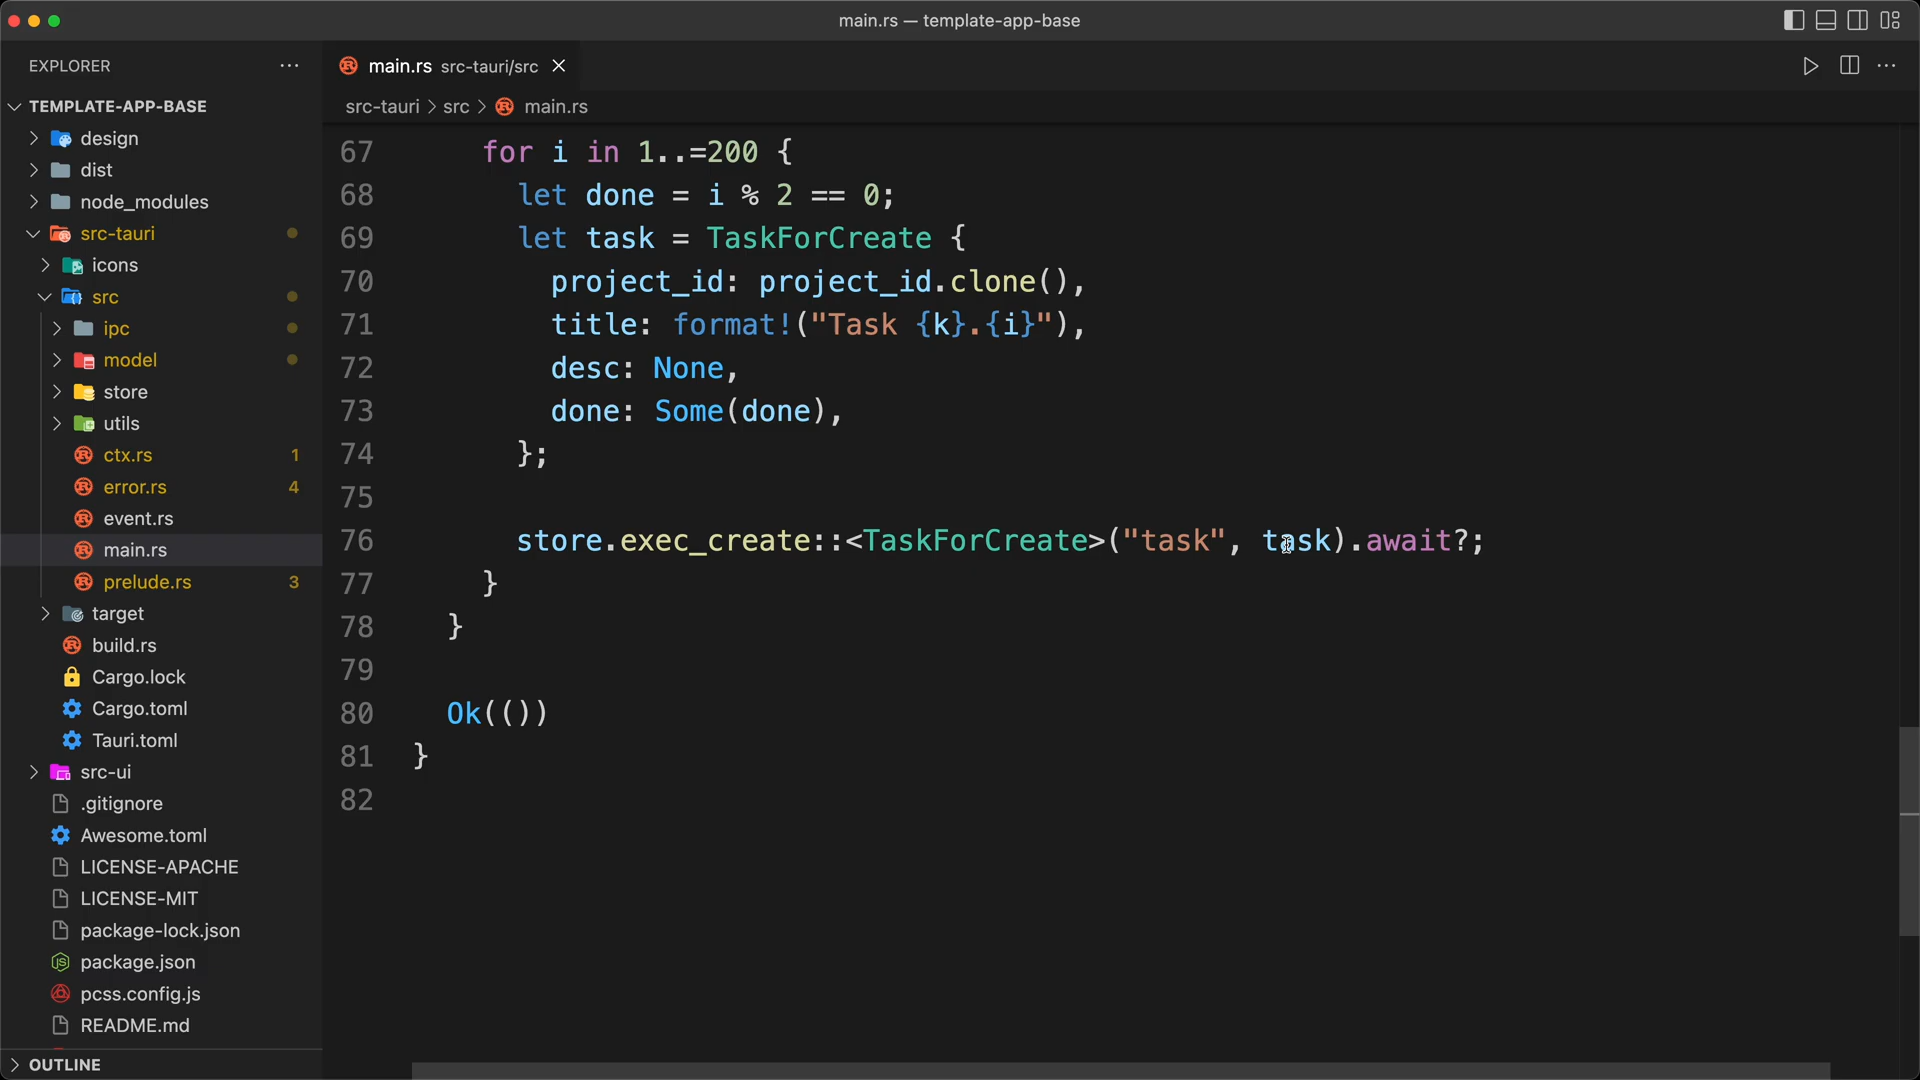 main.rs — template-app-base
EXPLORER
main.rs src-tauri/src
TEMPLATE-APP-BASE
src-tauri > src > main.rs
design
dist
node_modules
src-tauri
icons
src
ipc
model
store
utils
ctx.rs 1
error.rs 4
event.rs
main.rs
prelude.rs 3
target
build.rs
Cargo.lock
Cargo.toml
Tauri.toml
src-ui
.gitignore
Awesome.toml
LICENSE-APACHE
LICENSE-MIT
package-lock.json
package.json
pcss.config.js
README.md
OUTLINE
67 for i in 1..=200 {
68 let done = i % 2 == 0;
69 let task = TaskForCreate {
70 project_id: project_id.clone(),
71 title: format!("Task {k}.{i}"),
72 desc: None,
73 done: Some(done),
74 };
75
76 store.exec_create::<TaskForCreate>("task", task).await?;
77 }
78 }
79
80 Ok(())
81 }
82